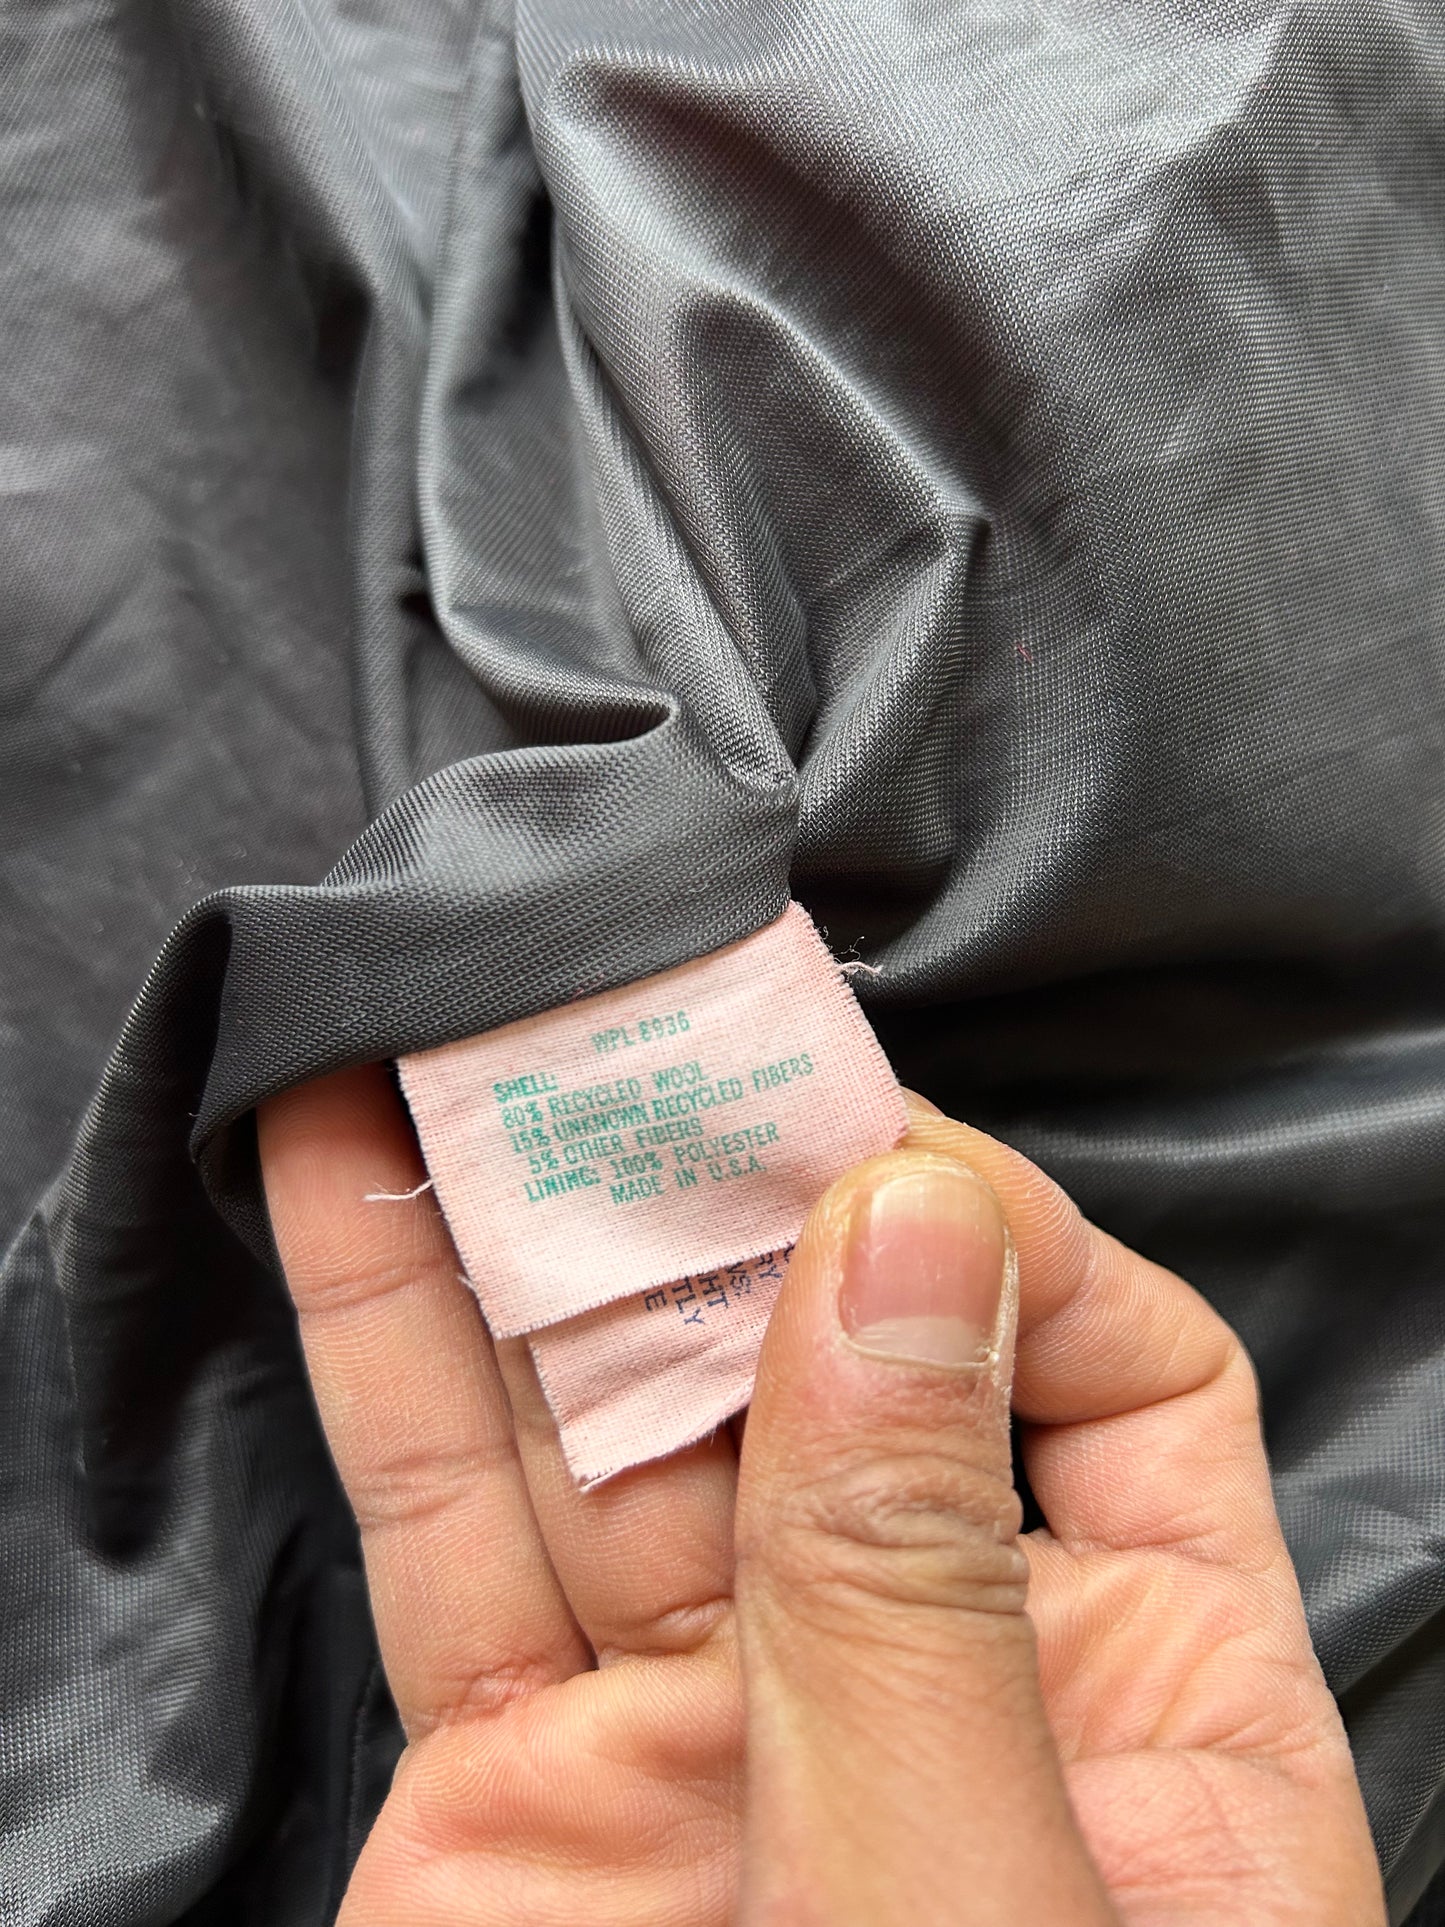 WPL 8936
SHELL:
80% RECYCLED WOOL
15% UNKNOWN RECYCLED FIBERS
5% OTHER FIBERS
LINING: 100% POLYESTER
MADE IN U.S.A.